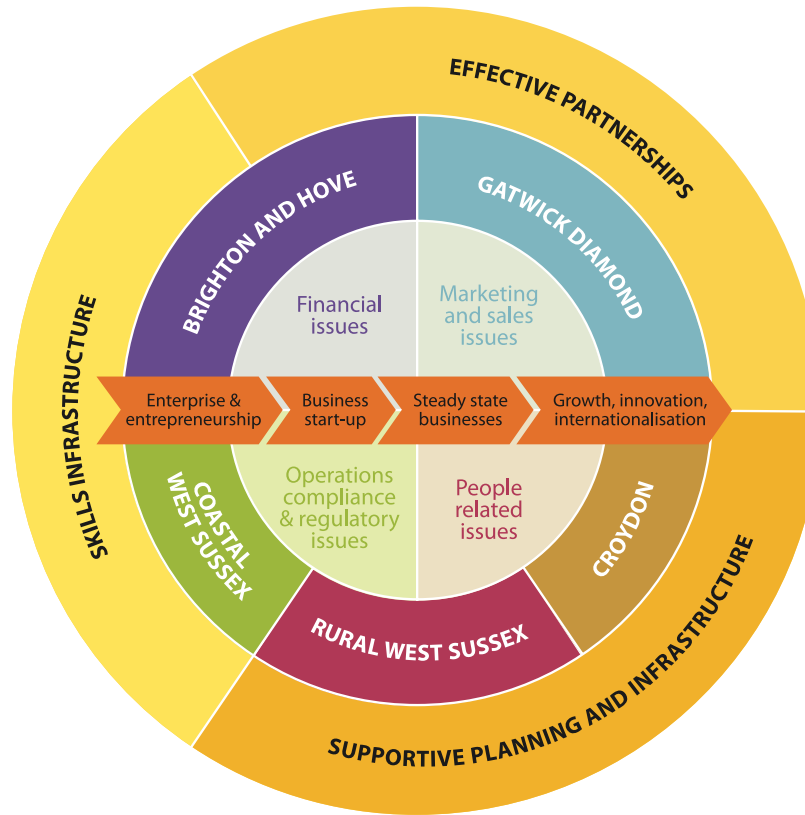 EFFECTIVE PARTNERSHIPS
BRIGHTON AND HOVE
GATWICK DIAMOND
SKILLS INFRASTRUCTURE
Financial
issues
Marketing
and sales
issues
Enterprise &
entrepreneurship
Business
start-up
Steady state
businesses
Growth, innovation,
internationalisation
Operations
compliance
& regulatory
issues
People
related
issues
COASTAL
WEST SUSSEX
CROYDON
RURAL WEST SUSSEX
SUPPORTIVE PLANNING AND INFRASTRUCTURE